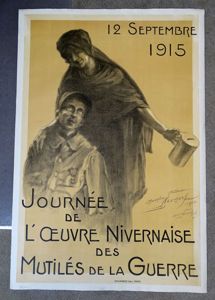 12 SEPTEMBRE
1915
JOURNÉE
DE
L'ŒUVRE NIVERNAISE
DES
MUTILÉS DE LA GUERRE